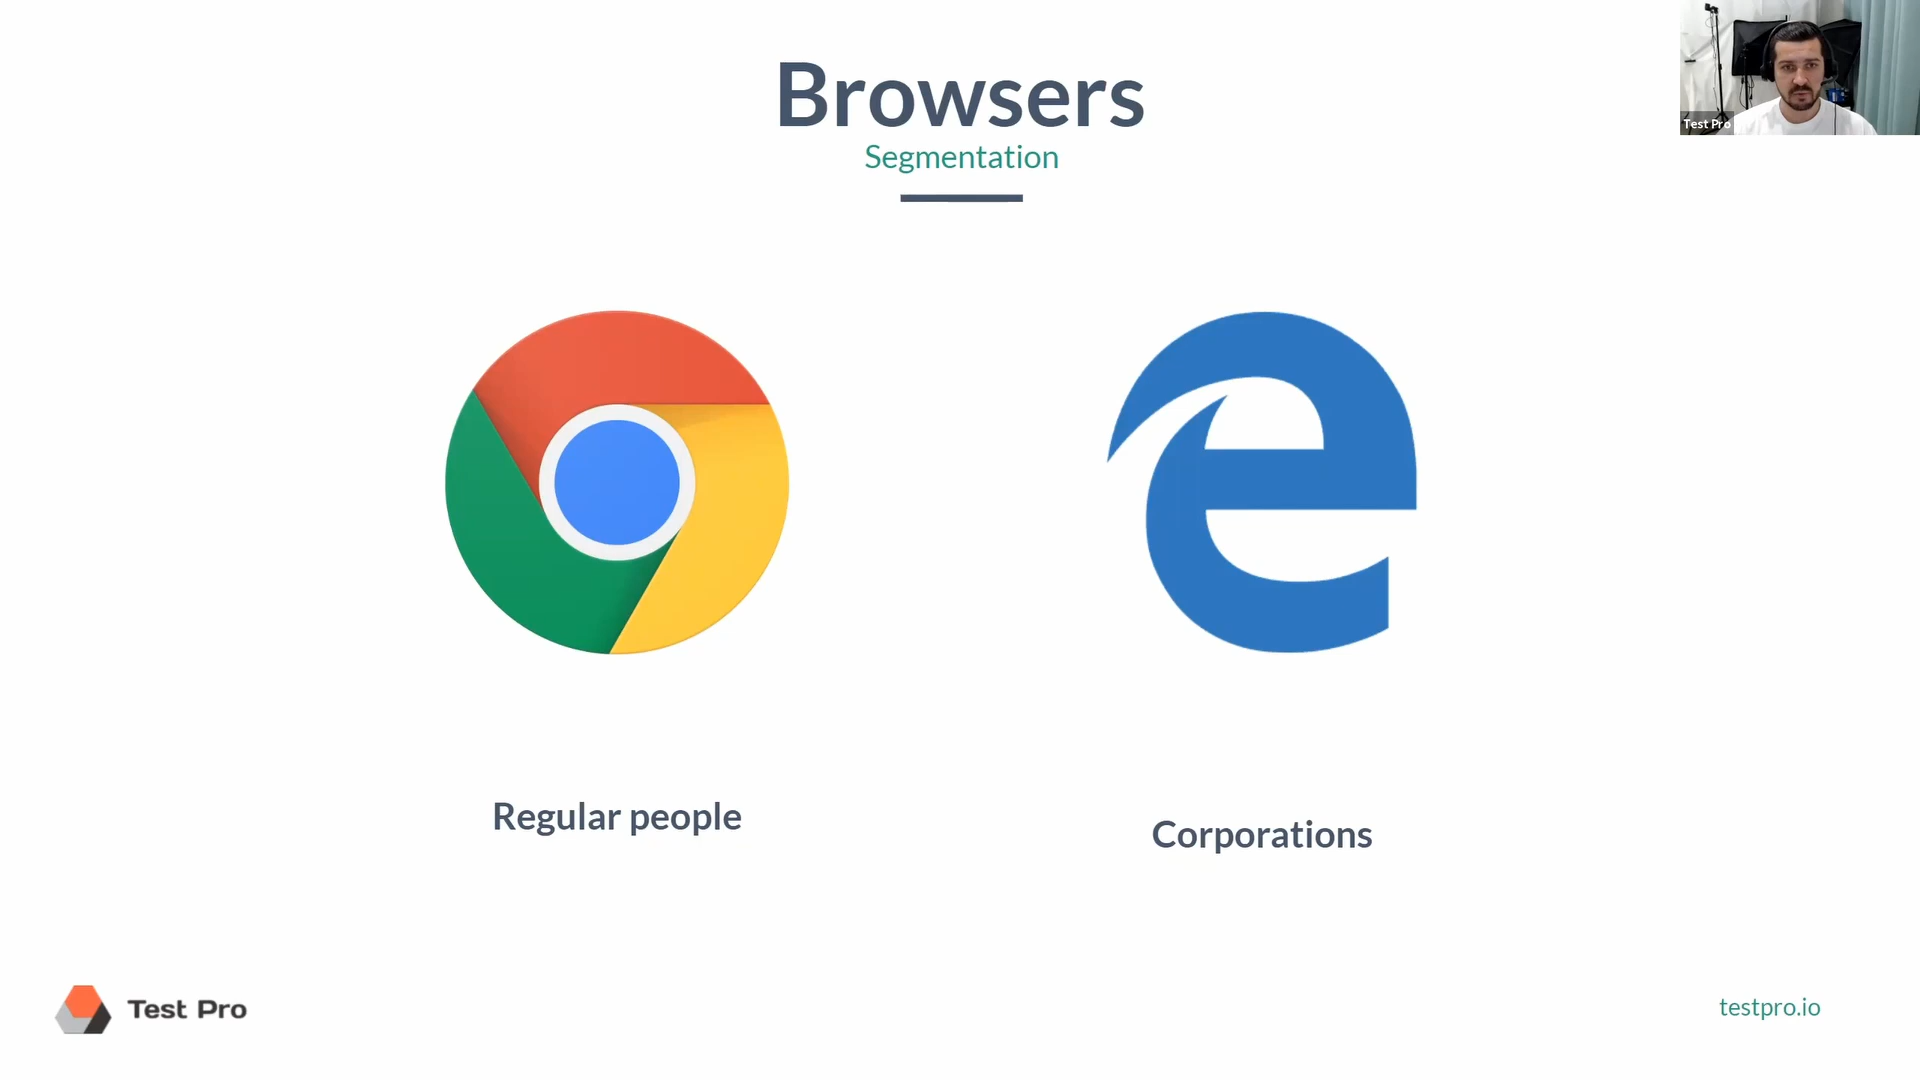 Browsers
Segmentation
Test Pro
Regular people
Corporations
Test Pro
testpro.io